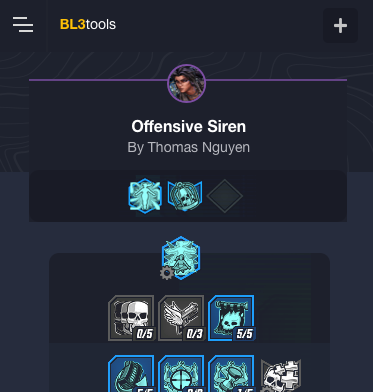 BL3tools
Offensive Siren
By Thomas Nguyen
0/5
0/3
5/5